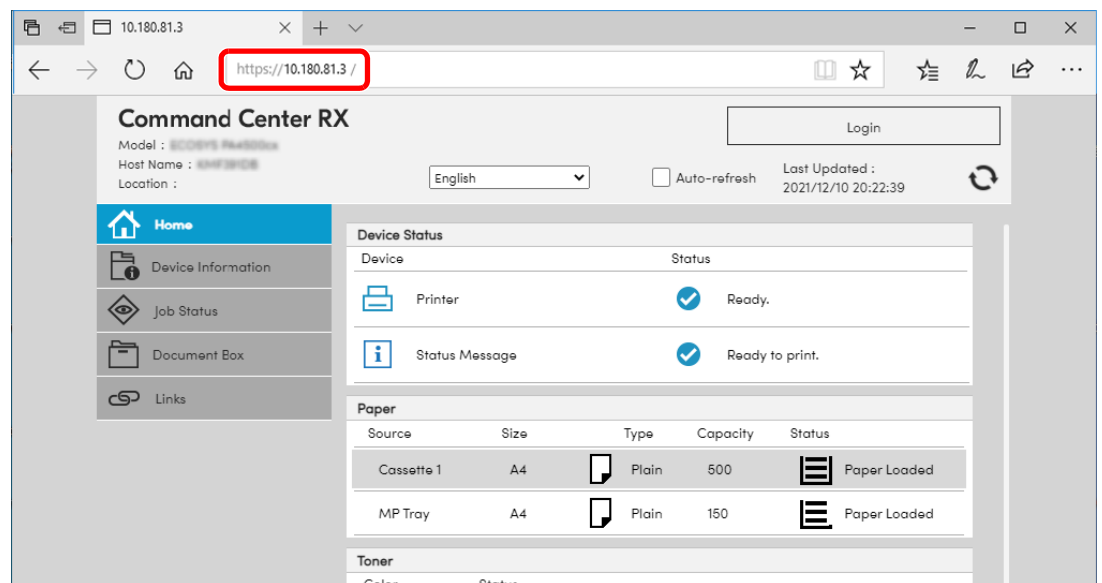 10.180.81.3
https://10.180.81.3 /
Command Center RX
Login
Model :
Host Name :
Location :
English
Auto-refresh
Last Updated :
2021/12/10 20:22:39
Home
Device Information
Job Status
Document Box
Links
Device Status
Device Status
Printer Ready.
Status Message Ready to print.
Paper
Source Size Type Capacity Status
Cassette 1 A4 Plain 500 Paper Loaded
MP Tray A4 Plain 150 Paper Loaded
Toner
Color Status